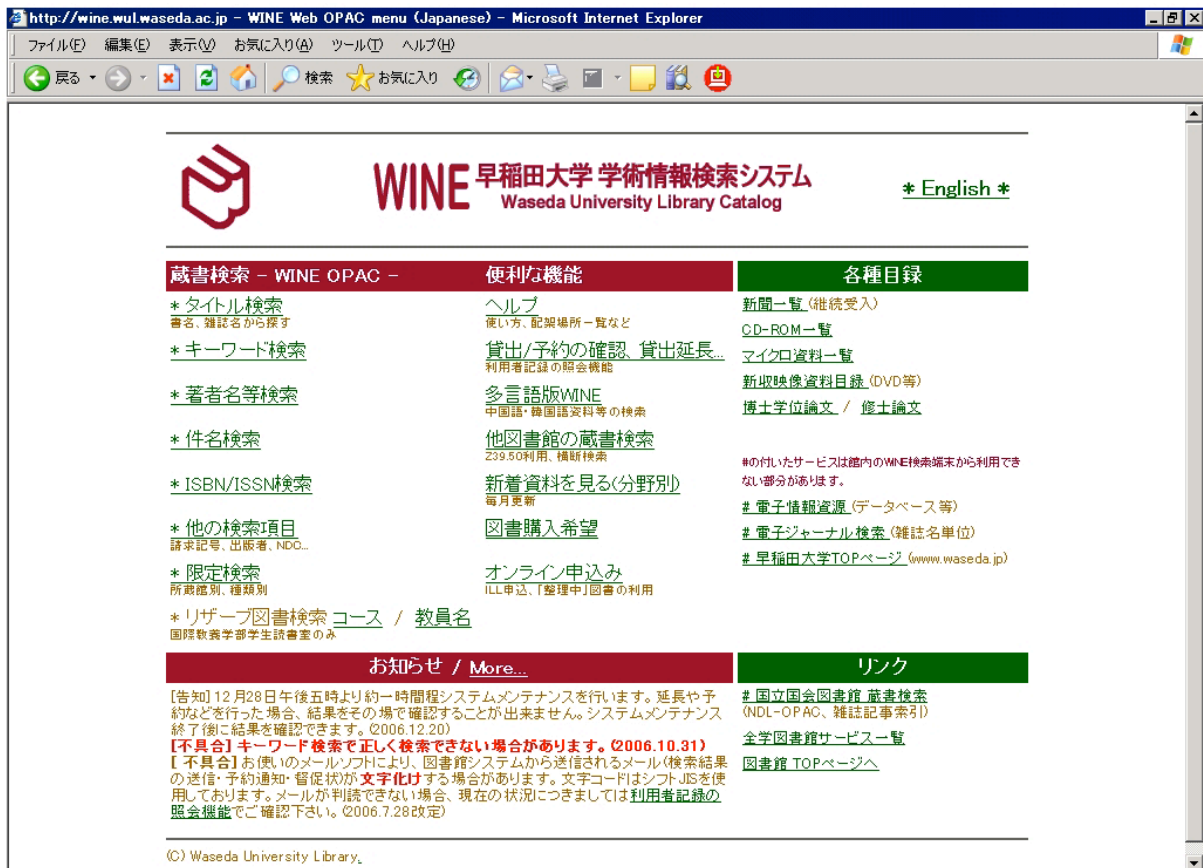 http://wine.wul.waseda.ac.jp - WINE Web OPAC menu (Japanese) - Microsoft Internet Explorer
ファイル(F) 編集(E) 表示(V) お気に入り(A) ツール(T) ヘルプ(H)
戻る 検索 お気に入り
WINE 早稲田大学 学術情報検索システム
Waseda University Library Catalog
* English *
蔵書検索 - WINE OPAC -
* タイトル検索
書名、雑誌名から探す
* キーワード検索
* 著者名等検索
* 件名検索
* ISBN/ISSN検索
* 他の検索項目
請求記号、出版者、NDC...
* 限定検索
所蔵館別、種類別
* リザーブ図書検索 コース / 教員名
国際教養学部学生読書室のみ
便利な機能
ヘルプ
使い方、配架場所一覧など
貸出/予約の確認、貸出延長...
利用者記録の照会機能
多言語版WINE
中国語・韓国語資料等の検索
他図書館の蔵書検索
Z39.50利用、横断検索
新着資料を見る(分野別)
毎月更新
図書購入希望
オンライン申込み
ILL申込、「整理中」図書の利用
各種目録
新聞一覧 (継続受入)
CD-ROM一覧
マイクロ資料一覧
新収映像資料目録 (DVD等)
博士学位論文 / 修士論文
#の付いたサービスは館内のWINE検索端末から利用でき
ない部分があります。
# 電子情報資源 (データベース等)
# 電子ジャーナル検索 (雑誌名単位)
# 早稲田大学TOPページ (www.waseda.jp)
お知らせ / More...
[告知] 12月28日午後五時より約一時間程システムメンテナンスを行います。延長や予
約などを行った場合、結果をその場で確認することが出来ません。システムメンテナンス
終了後に結果を確認できます。(2006.12.20)
[不具合] キーワード検索で正しく検索できない場合があります。(2006.10.31)
[ 不具合] お使いのメールソフトにより、図書館システムから送信されるメール(検索結果
の送信・予約通知・督促状)が文字化けする場合があります。文字コードはシフトJISを使
用しております。メールが判読できない場合、現在の状況につきましては利用者記録の
照会機能でご確認下さい。(2006.7.28改定)
リンク
# 国立国会図書館 蔵書検索
(NDL-OPAC、雑誌記事索引)
全学図書館サービス一覧
図書館 TOPページへ
(C) Waseda University Library.